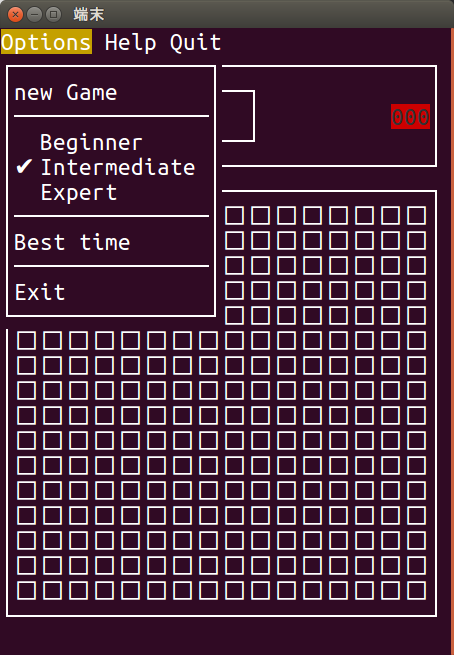 端末
Options Help Quit
new Game
000
Beginner
✔ Intermediate
Expert
Best time
Exit